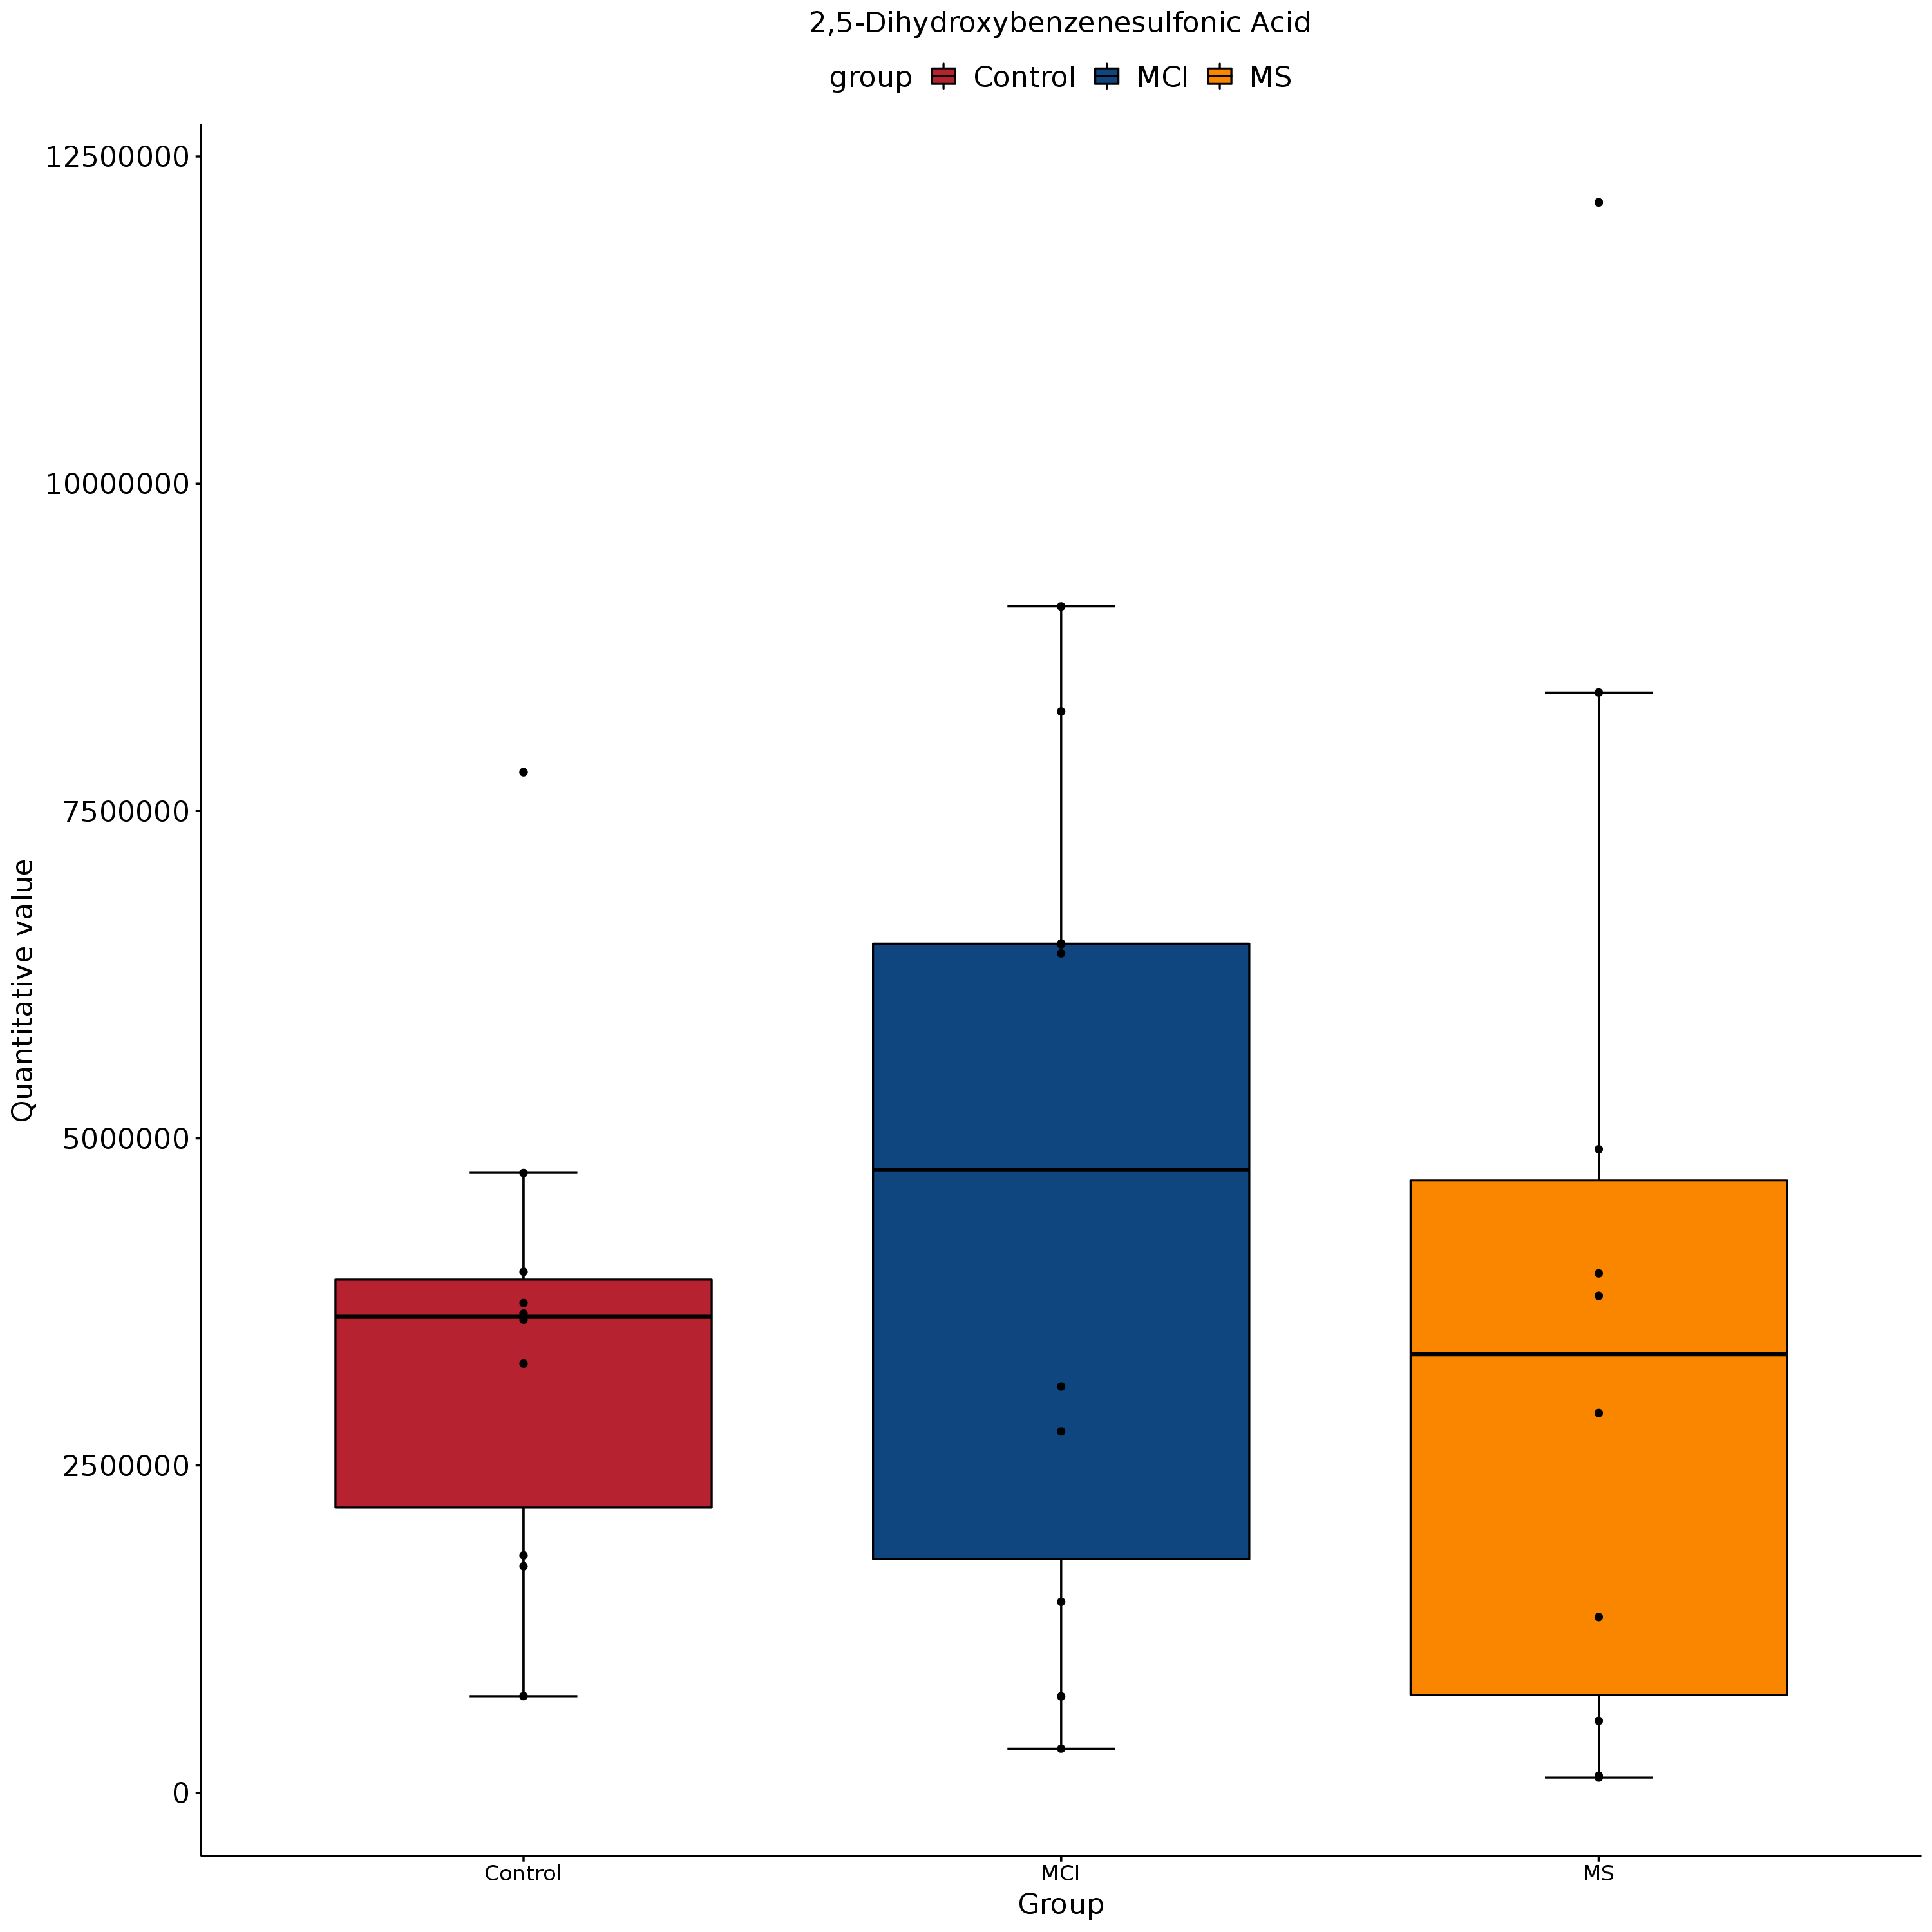 2,5-Dihydroxybenzenesulfonic Acid
group Control MCI MS
12500000
10000000
7500000
5000000
2500000
0
Quantitative value
Control MCI MS
Group